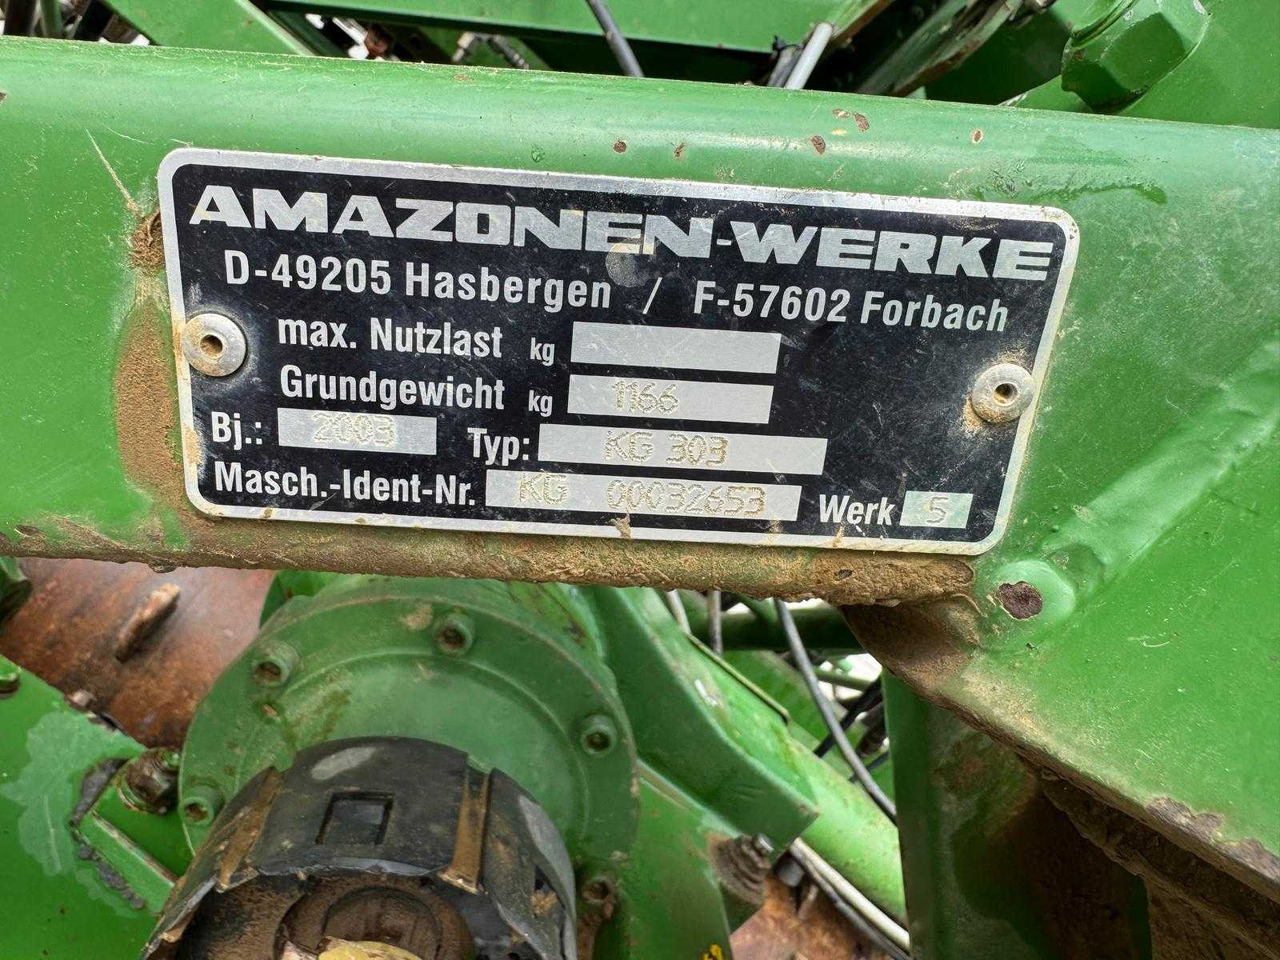 AMAZONEN-WERKE
D-49205 Hasbergen / F-57602 Forbach
max. Nutzlast kg
Grundgewicht kg 1166
Bj.: 2003 Typ: KG 303
Masch.-Ident-Nr. KG 00032653 Werk 5